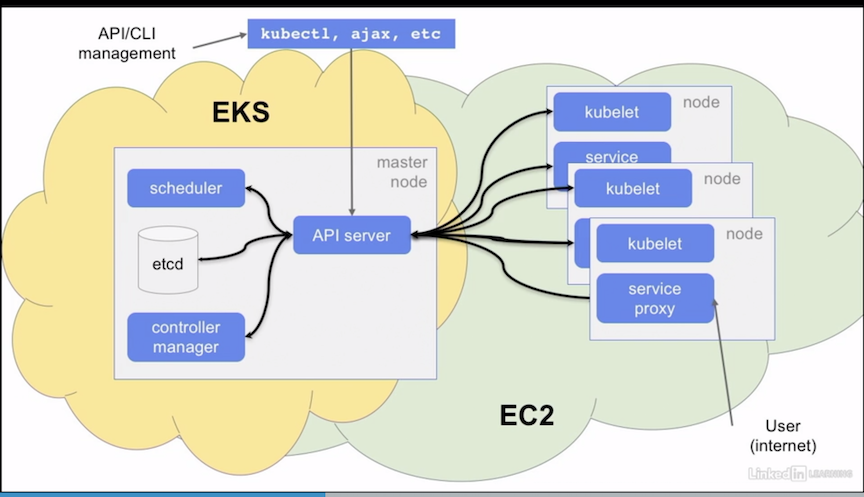 API/CLI
management
kubectl, ajax, etc
EKS
master
node
scheduler
etcd
controller
manager
API server
kubelet
node
service
kubelet
node
kubelet
node
service
proxy
EC2
User
(internet)
Linked in LEARNING